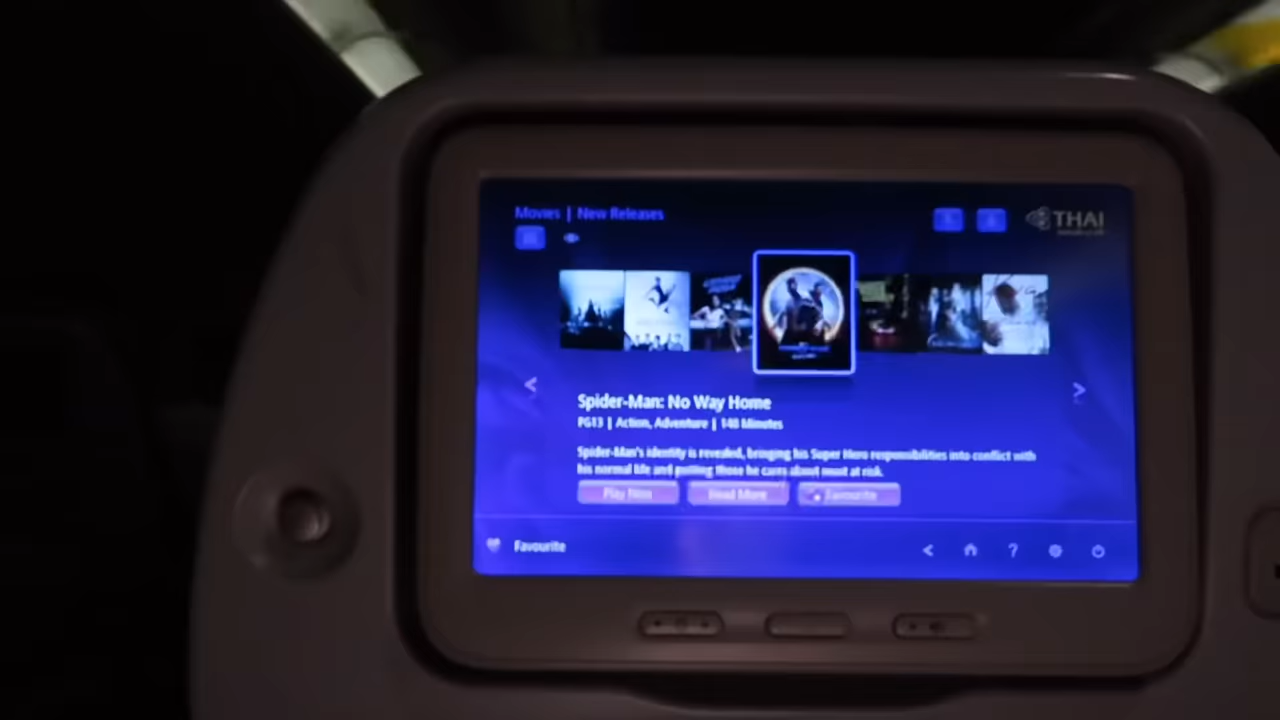 Movies | New Releases
THAI
Spider-Man: No Way Home
PG13 | Action, Adventure | 148 Minutes
Spider-Man's identity is revealed, bringing his Super Hero responsibilities into conflict with
his normal life and putting those he cares about most at risk.
Play Now
Read More
Favourite
Favourite
?